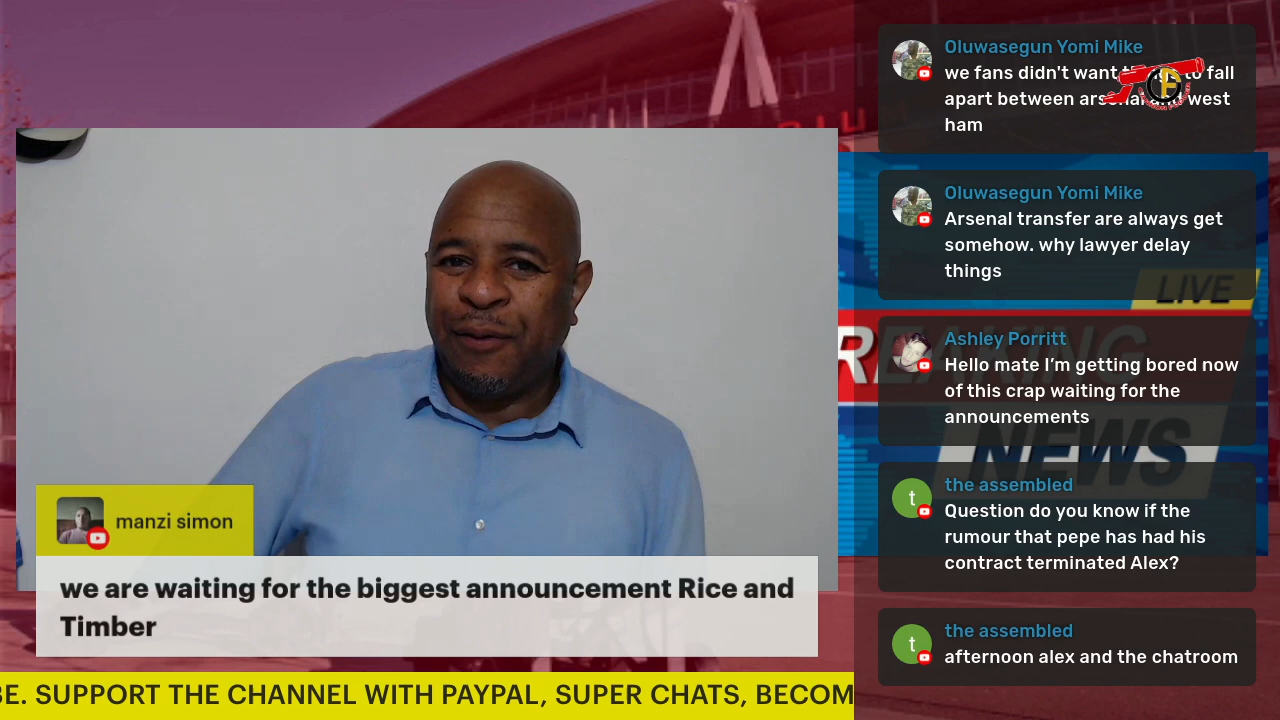 Oluwasegun Yomi Mike
we fans didn't want to fall
apart between arsenal and west
ham
Oluwasegun Yomi Mike
Arsenal transfer are always get
somehow. why lawyer delay
things
LIVE
BREAKING
Ashley Porritt
Hello mate I’m getting bored now
of this crap waiting for the
announcements
NEWS
the assembled
Question do you know if the
rumour that pepe has had his
contract terminated Alex?
the assembled
afternoon alex and the chatroom
manzi simon
we are waiting for the biggest announcement Rice and
Timber
BE. SUPPORT THE CHANNEL WITH PAYPAL, SUPER CHATS, BECOM